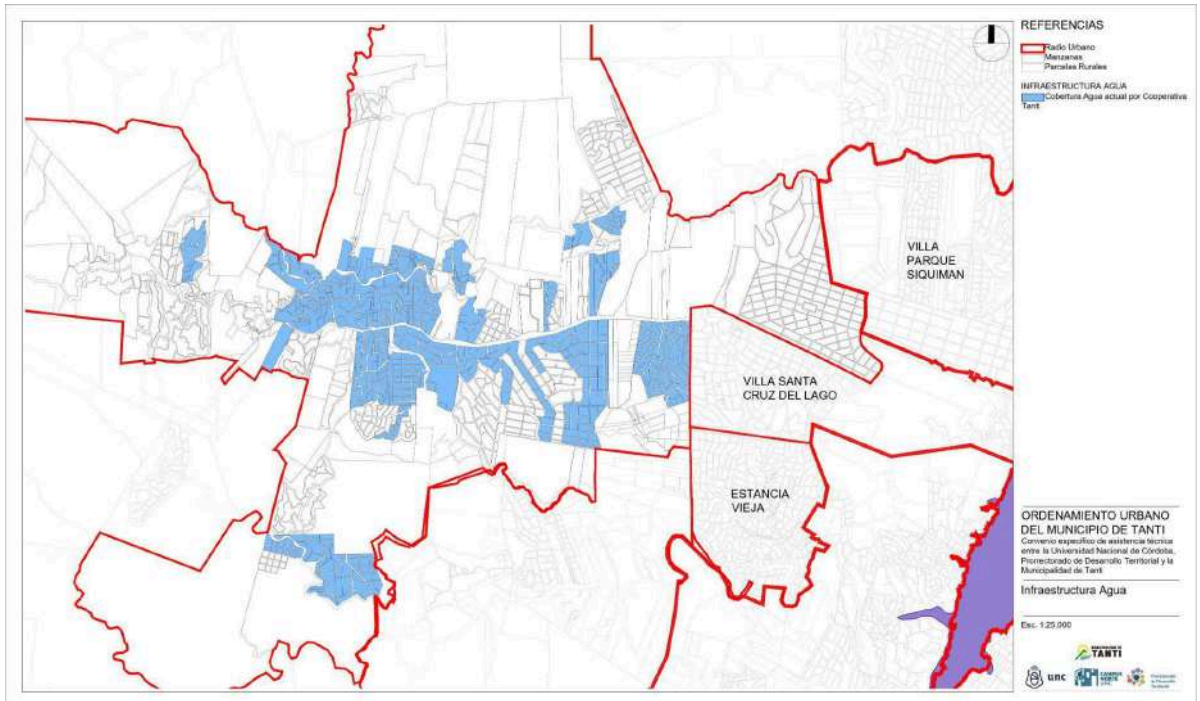 REFERENCIAS
Radio Urbano
Manzanas
Parcelas Rurales
INFRAESTRUCTURA AGUA
Cobertura Agua actual por Cooperativa
Tanti
VILLA
PARQUE
SIQUIMAN
VILLA SANTA
CRUZ DEL LAGO
ESTANCIA
VIEJA
ORDENAMIENTO URBANO
DEL MUNICIPIO DE TANTI
Convenio específico de asistencia técnica
entre la Universidad Nacional de Córdoba,
Prorrectorado de Desarrollo Territorial y la
Municipalidad de Tanti
Infraestructura Agua
Esc. 1:25.000
TANTI
unc
CAMPUS
NORTE